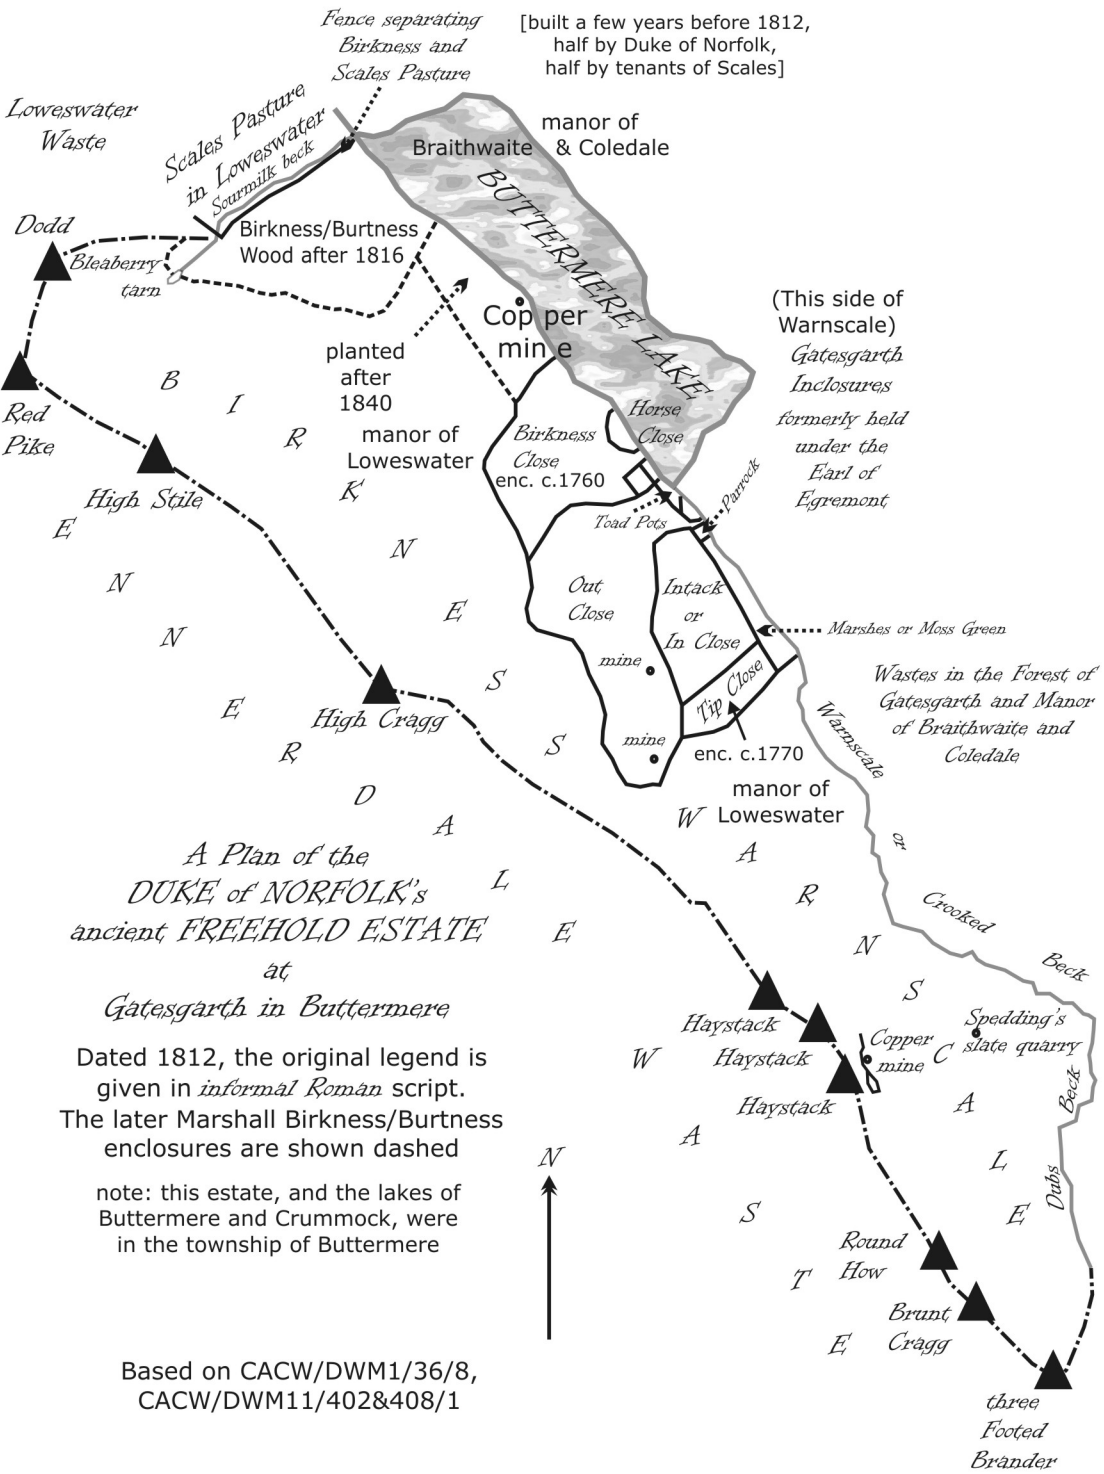 Fence separating
Birkness and
Scales Pasture
[built a few years before 1812,
half by Duke of Norfolk,
half by tenants of Scales]
Loweswater
Waste
Scales Pasture
in Loweswater
Sourmilk beck
manor of
Braithwaite & Coledale
BUTTERMERE LAKE
Dodd
Bleaberry
tarn
Birkness/Burtness
Wood after 1816
Copper
mine
(This side of
Warnscale)
Gatesgarth
Inclosures
formerly held
under the
Earl of
Egremont
planted
after
1840
Red
Pike
BIRKNESS
manor of
Loweswater
Horse
Close
Birkness
Close
enc. c.1760
High Stile
Parrock
Toad Pots
ENNERDALE
Out
Close
Intack
or
In Close
Marshes or Moss Green
mine
Tip Close
Wastes in the Forest of
Gatesgarth and Manor
of Braithwaite and
Coledale
High Cragg
mine
enc. c.1770
Warnscale or Crooked Beck
manor of
Loweswater
WARNSCALE
A Plan of the
DUKE of NORFOLK's
ancient FREEHOLD ESTATE
at
Gatesgarth in Buttermere
Haystack
Haystack
Haystack
Copper
mine
Spedding's
slate quarry
WASTE
Dubs Beck
Dated 1812, the original legend is
given in informal Roman script.
The later Marshall Birkness/Burtness
enclosures are shown dashed
note: this estate, and the lakes of
Buttermere and Crummock, were
in the township of Buttermere
N
Round
How
Brunt
Cragg
Based on CACW/DWM1/36/8,
CACW/DWM11/402&408/1
three
Footed
Brander